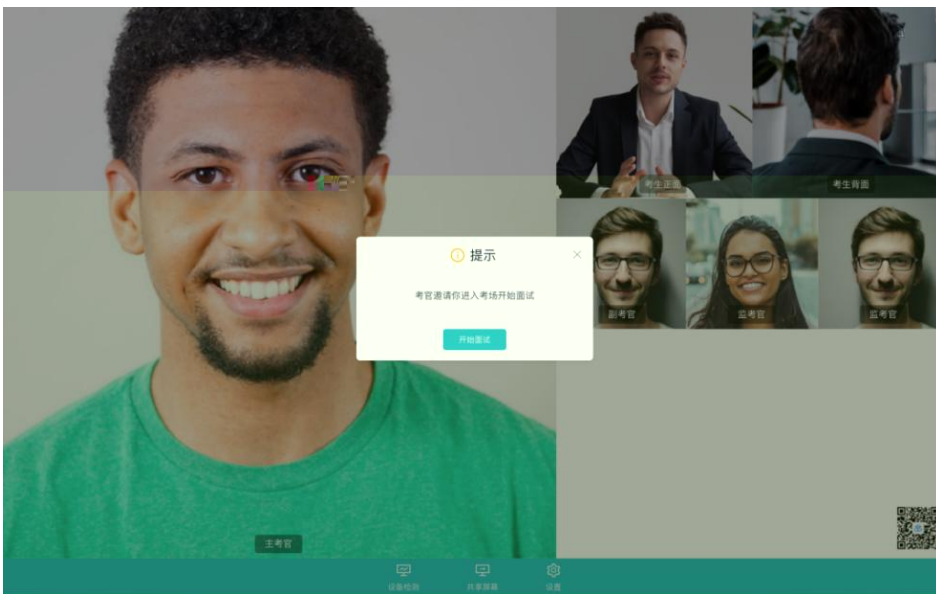 考生正面
考生背面
提示
考官邀请你进入考场开始面试
开始面试
副考官
监考官
监考官
主考官
设备检测
共享屏幕
设置